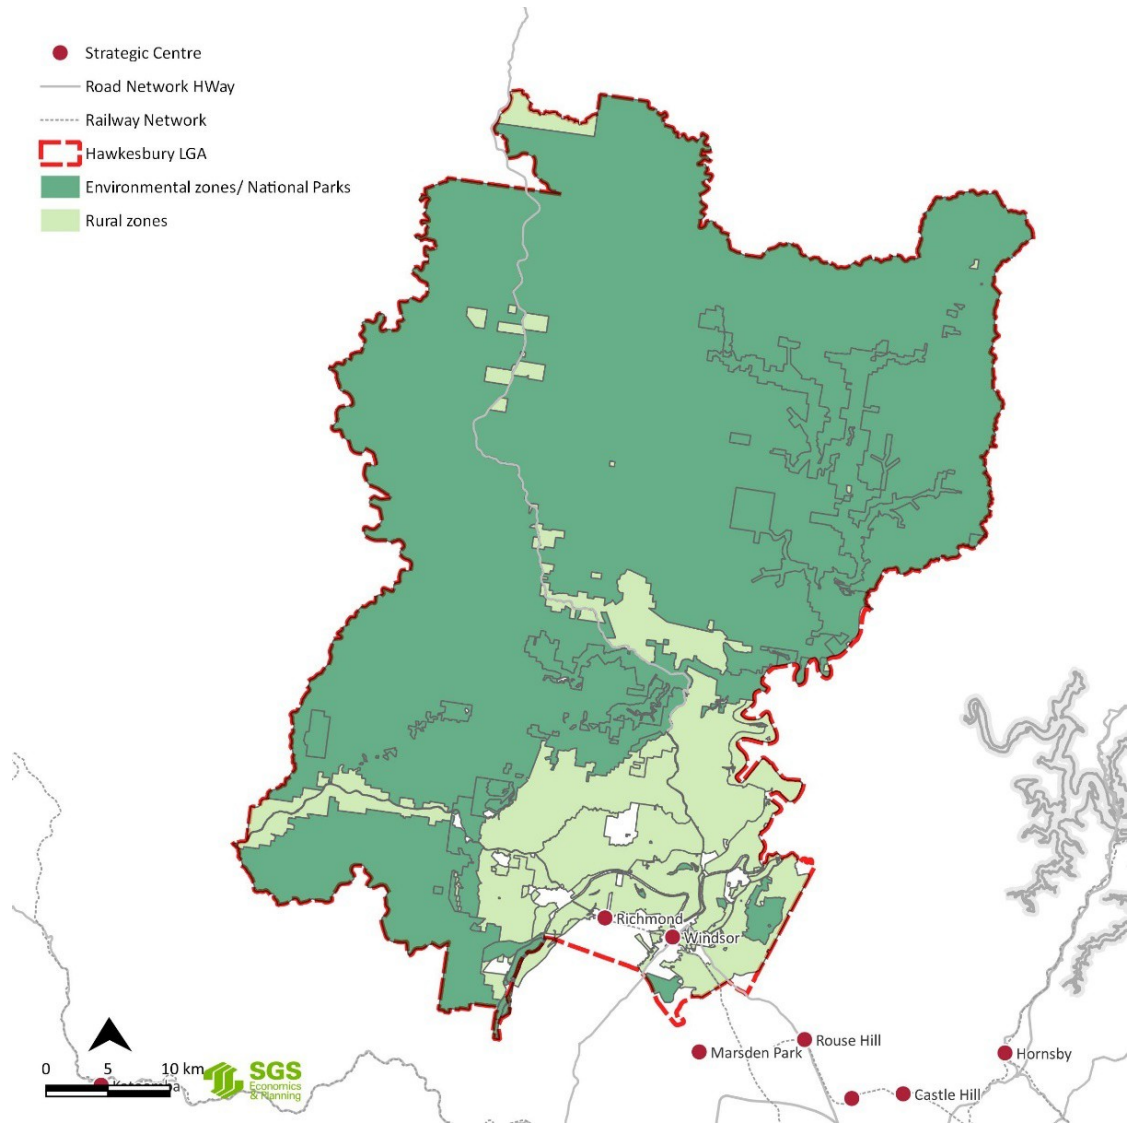 Strategic Centre
Road Network HWay
Railway Network
Hawkesbury LGA
Environmental zones/ National Parks
Rural zones
Richmond
Windsor
Rouse Hill
Marsden Park
Hornsby
Castle Hill
0 5 10 km
SGS
Economics
& Planning